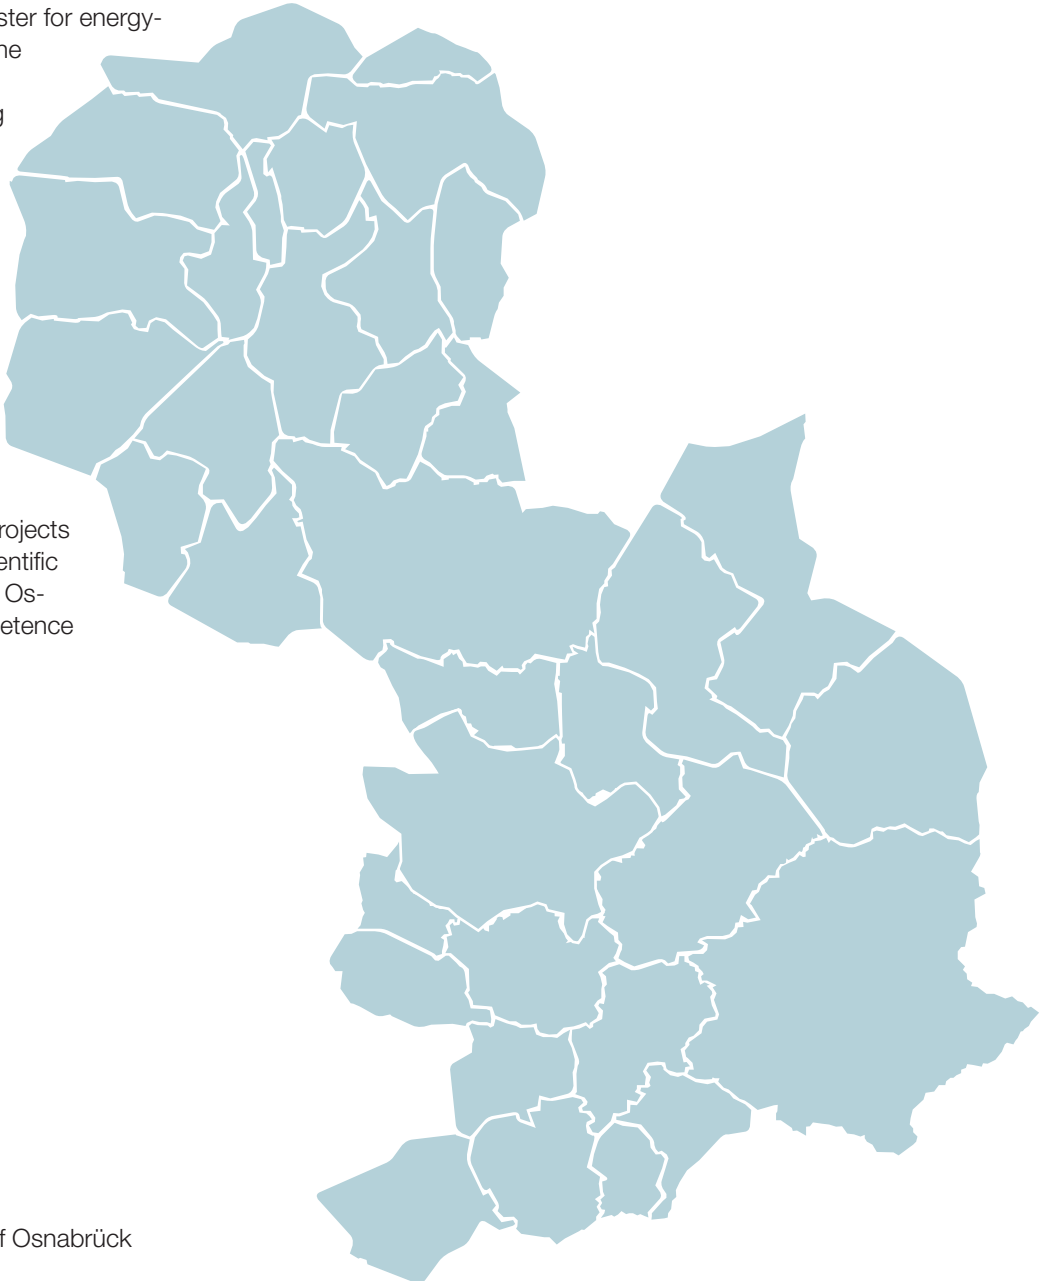 ster for energy-
ne
g
rojects
entific
Os-
etence
f Osnabrück